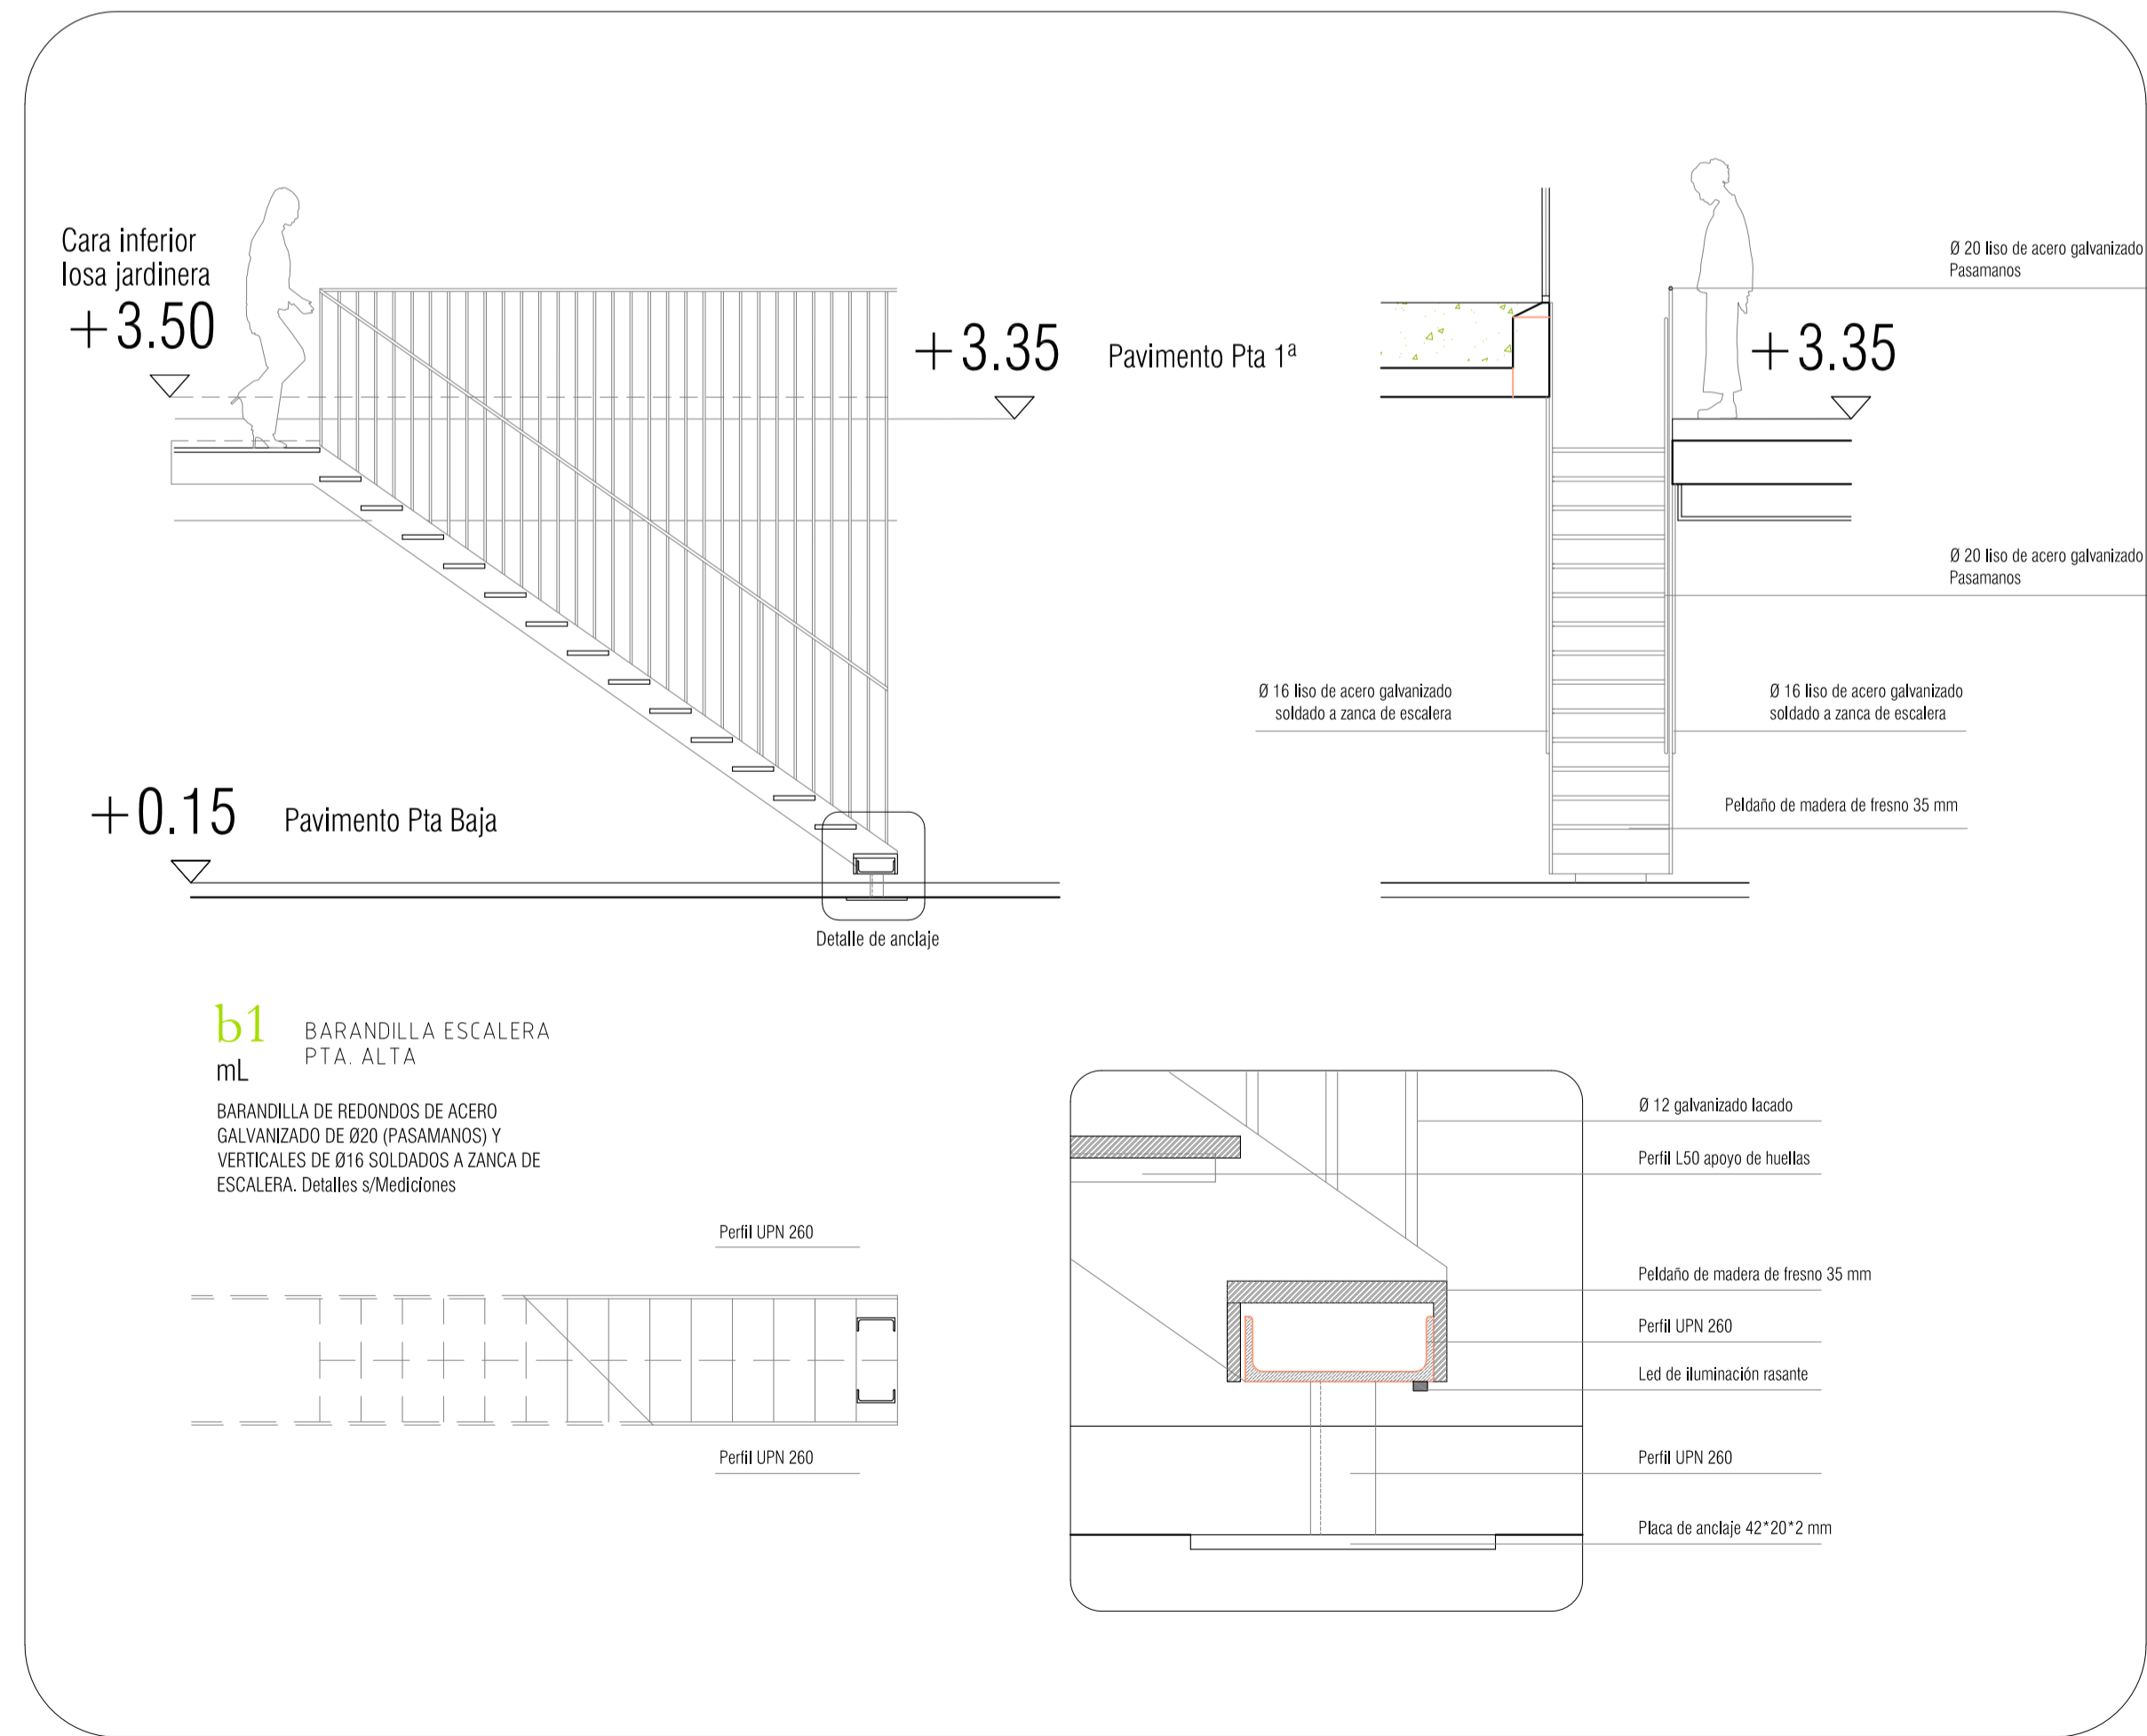 Cara inferior
losa jardinera
+3.50
+3.35
Pavimento Pta 1ª
+3.35
Ø 20 liso de acero galvanizado
Pasamanos
Ø 20 liso de acero galvanizado
Pasamanos
Ø 16 liso de acero galvanizado
soldado a zanca de escalera
Ø 16 liso de acero galvanizado
soldado a zanca de escalera
Peldaño de madera de fresno 35 mm
+0.15
Pavimento Pta Baja
Detalle de anclaje
b1
BARANDILLA ESCALERA
PTA. ALTA
mL
BARANDILLA DE REDONDOS DE ACERO
GALVANIZADO DE Ø20 (PASAMANOS) Y
VERTICALES DE Ø16 SOLDADOS A ZANCA DE
ESCALERA. Detalles s/Mediciones
Perfil UPN 260
Perfil UPN 260
Ø 12 galvanizado lacado
Perfil L50 apoyo de huellas
Peldaño de madera de fresno 35 mm
Perfil UPN 260
Led de iluminación rasante
Perfil UPN 260
Placa de anclaje 42*20*2 mm